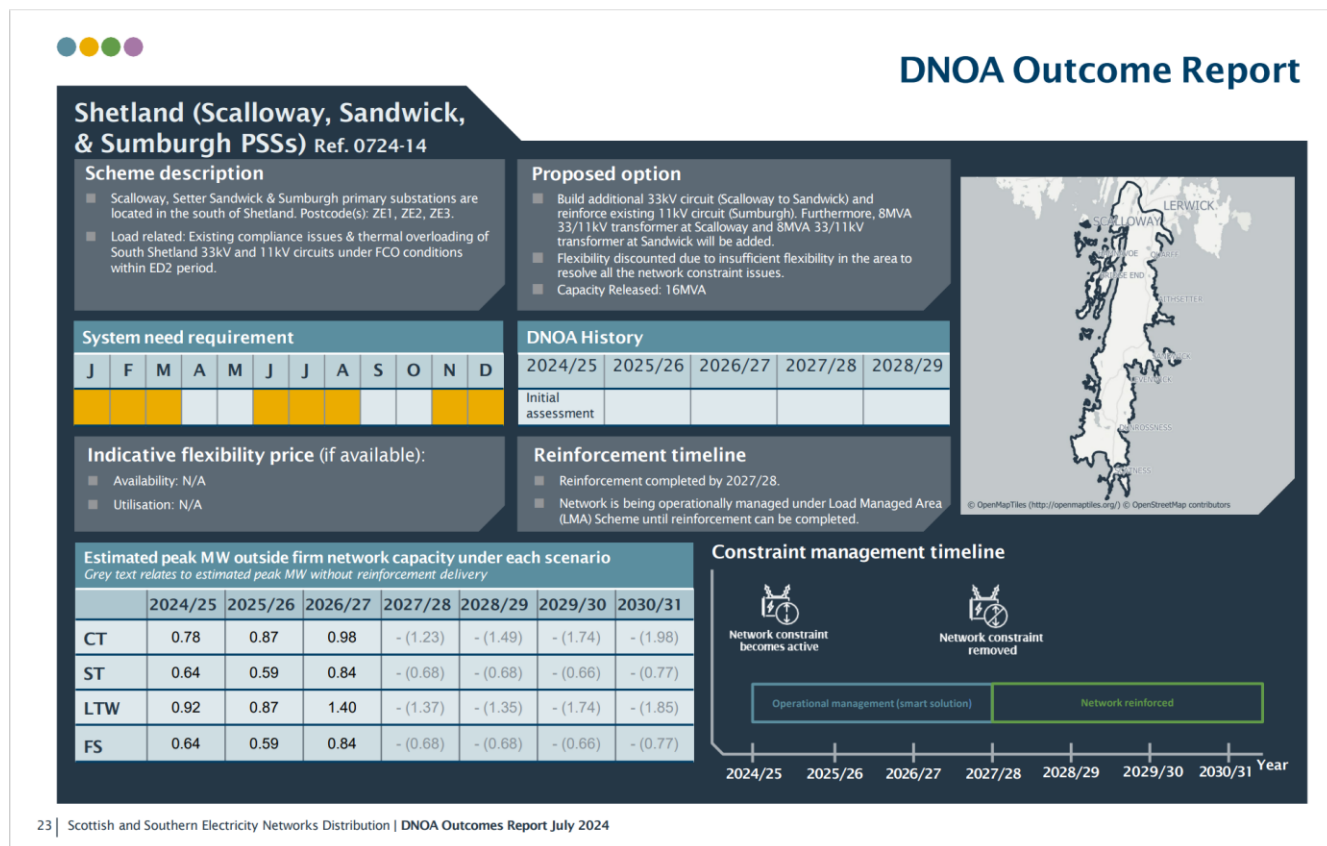 DNOA Outcome Report
Shetland (Scalloway, Sandwick,
& Sumburgh PSSs) Ref. 0724-14
Scheme description
Scalloway, Setter Sandwick & Sumburgh primary substations are
located in the south of Shetland. Postcode(s): ZE1, ZE2, ZE3.
Load related: Existing compliance issues & thermal overloading of
South Shetland 33kV and 11kV circuits under FCO conditions
within ED2 period.
Proposed option
Build additional 33kV circuit (Scalloway to Sandwick) and
reinforce existing 11kV circuit (Sumburgh). Furthermore, 8MVA
33/11kV transformer at Scalloway and 8MVA 33/11kV
transformer at Sandwick will be added.
Flexibility discounted due to insufficient flexibility in the area to
resolve all the network constraint issues.
Capacity Released: 16MVA
LERWICK
SCALLOWAY
QUARFF
© OpenMapTiles (http://openmaptiles.org/) © OpenStreetMap contributors
System need requirement
J F M A M J J A S O N D
DNOA History
2024/25 2025/26 2026/27 2027/28 2028/29
Initial
assessment
Indicative flexibility price (if available):
Availability: N/A
Utilisation: N/A
Reinforcement timeline
Reinforcement completed by 2027/28.
Network is being operationally managed under Load Managed Area
(LMA) Scheme until reinforcement can be completed.
Estimated peak MW outside firm network capacity under each scenario
Grey text relates to estimated peak MW without reinforcement delivery
2024/25 2025/26 2026/27 2027/28 2028/29 2029/30 2030/31
CT 0.78 0.87 0.98 - (1.23) - (1.49) - (1.74) - (1.98)
ST 0.64 0.59 0.84 - (0.68) - (0.68) - (0.66) - (0.77)
LTW 0.92 0.87 1.40 - (1.37) - (1.35) - (1.74) - (1.85)
FS 0.64 0.59 0.84 - (0.68) - (0.68) - (0.66) - (0.77)
Constraint management timeline
Network constraint
becomes active
Network constraint
removed
Operational management (smart solution)
Network reinforced
2024/25 2025/26 2026/27 2027/28 2028/29 2029/30 2030/31 Year
23 Scottish and Southern Electricity Networks Distribution | DNOA Outcomes Report July 2024